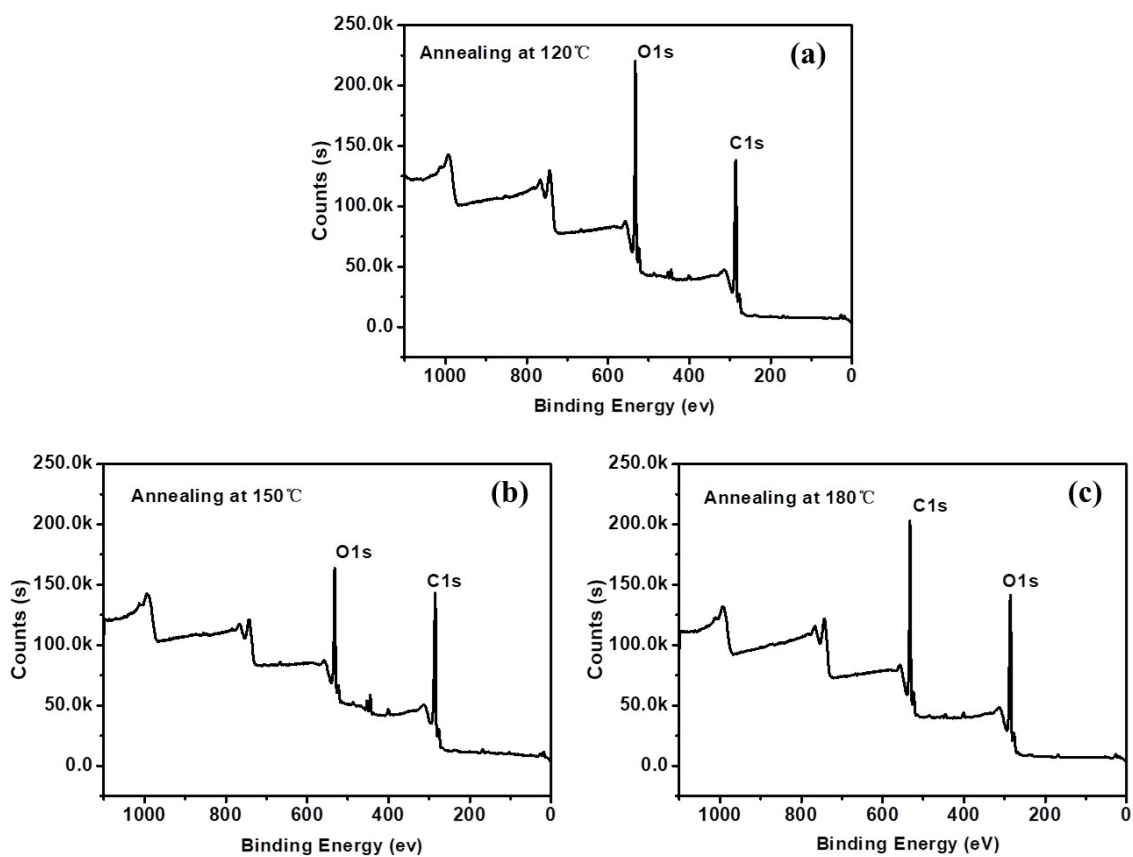 250.0k
Annealing at 120℃
O1s
(a)
200.0k
150.0k
C1s
100.0k
50.0k
0.0
Counts (s)
1000 800 600 400 200 0
Binding Energy (ev)
250.0k
Annealing at 150℃
(b)
200.0k
O1s
150.0k
C1s
100.0k
50.0k
0.0
Counts (s)
1000 800 600 400 200 0
Binding Energy (ev)
250.0k
Annealing at 180℃
(c)
C1s
200.0k
150.0k
O1s
100.0k
50.0k
0.0
Counts (s)
1000 800 600 400 200 0
Binding Energy (eV)